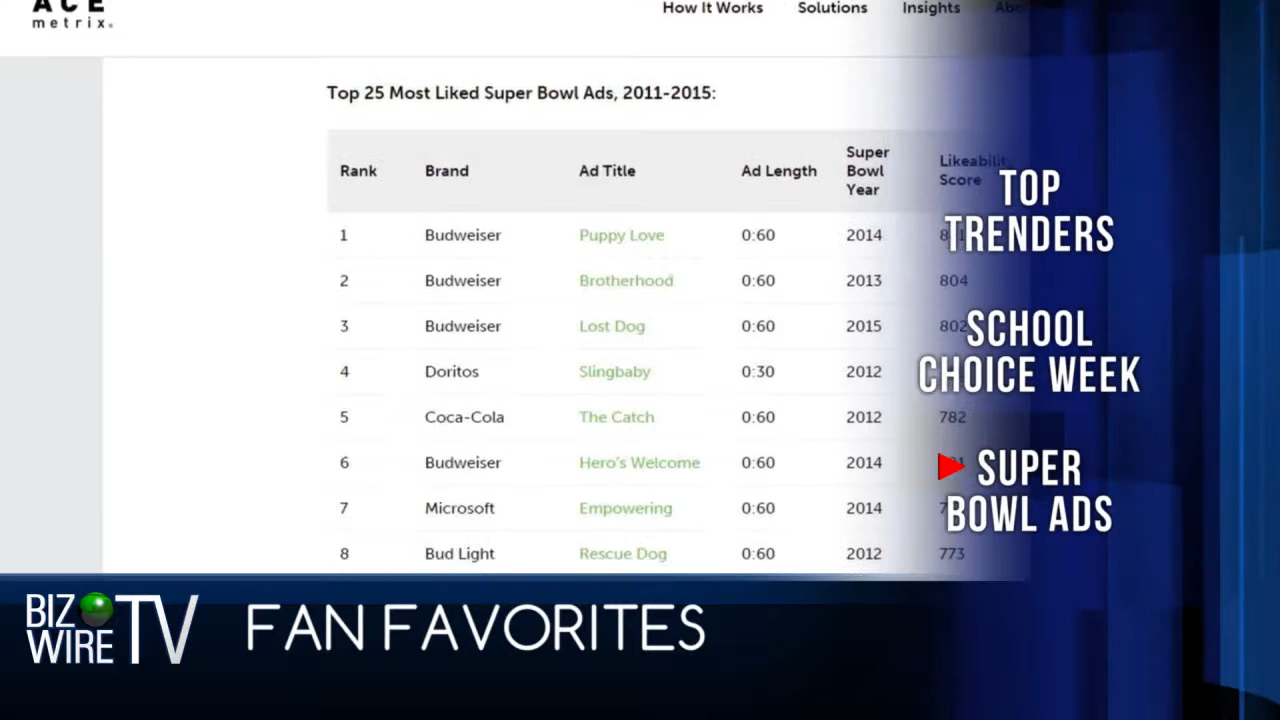 ACE
metrix®
How It Works Solutions Insights
Top 25 Most Liked Super Bowl Ads, 2011-2015:
Rank Brand Ad Title Ad Length Super Bowl Year Likeability Score
1 Budweiser Puppy Love 0:60 2014
2 Budweiser Brotherhood 0:60 2013 804
3 Budweiser Lost Dog 0:60 2015 802
4 Doritos Slingbaby 0:30 2012
5 Coca-Cola The Catch 0:60 2012 782
6 Budweiser Hero's Welcome 0:60 2014
7 Microsoft Empowering 0:60 2014
8 Bud Light Rescue Dog 0:60 2012 773
TOP
TRENDERS
SCHOOL
CHOICE WEEK
SUPER
BOWL ADS
BIZ
WIRE
TV
FAN FAVORITES